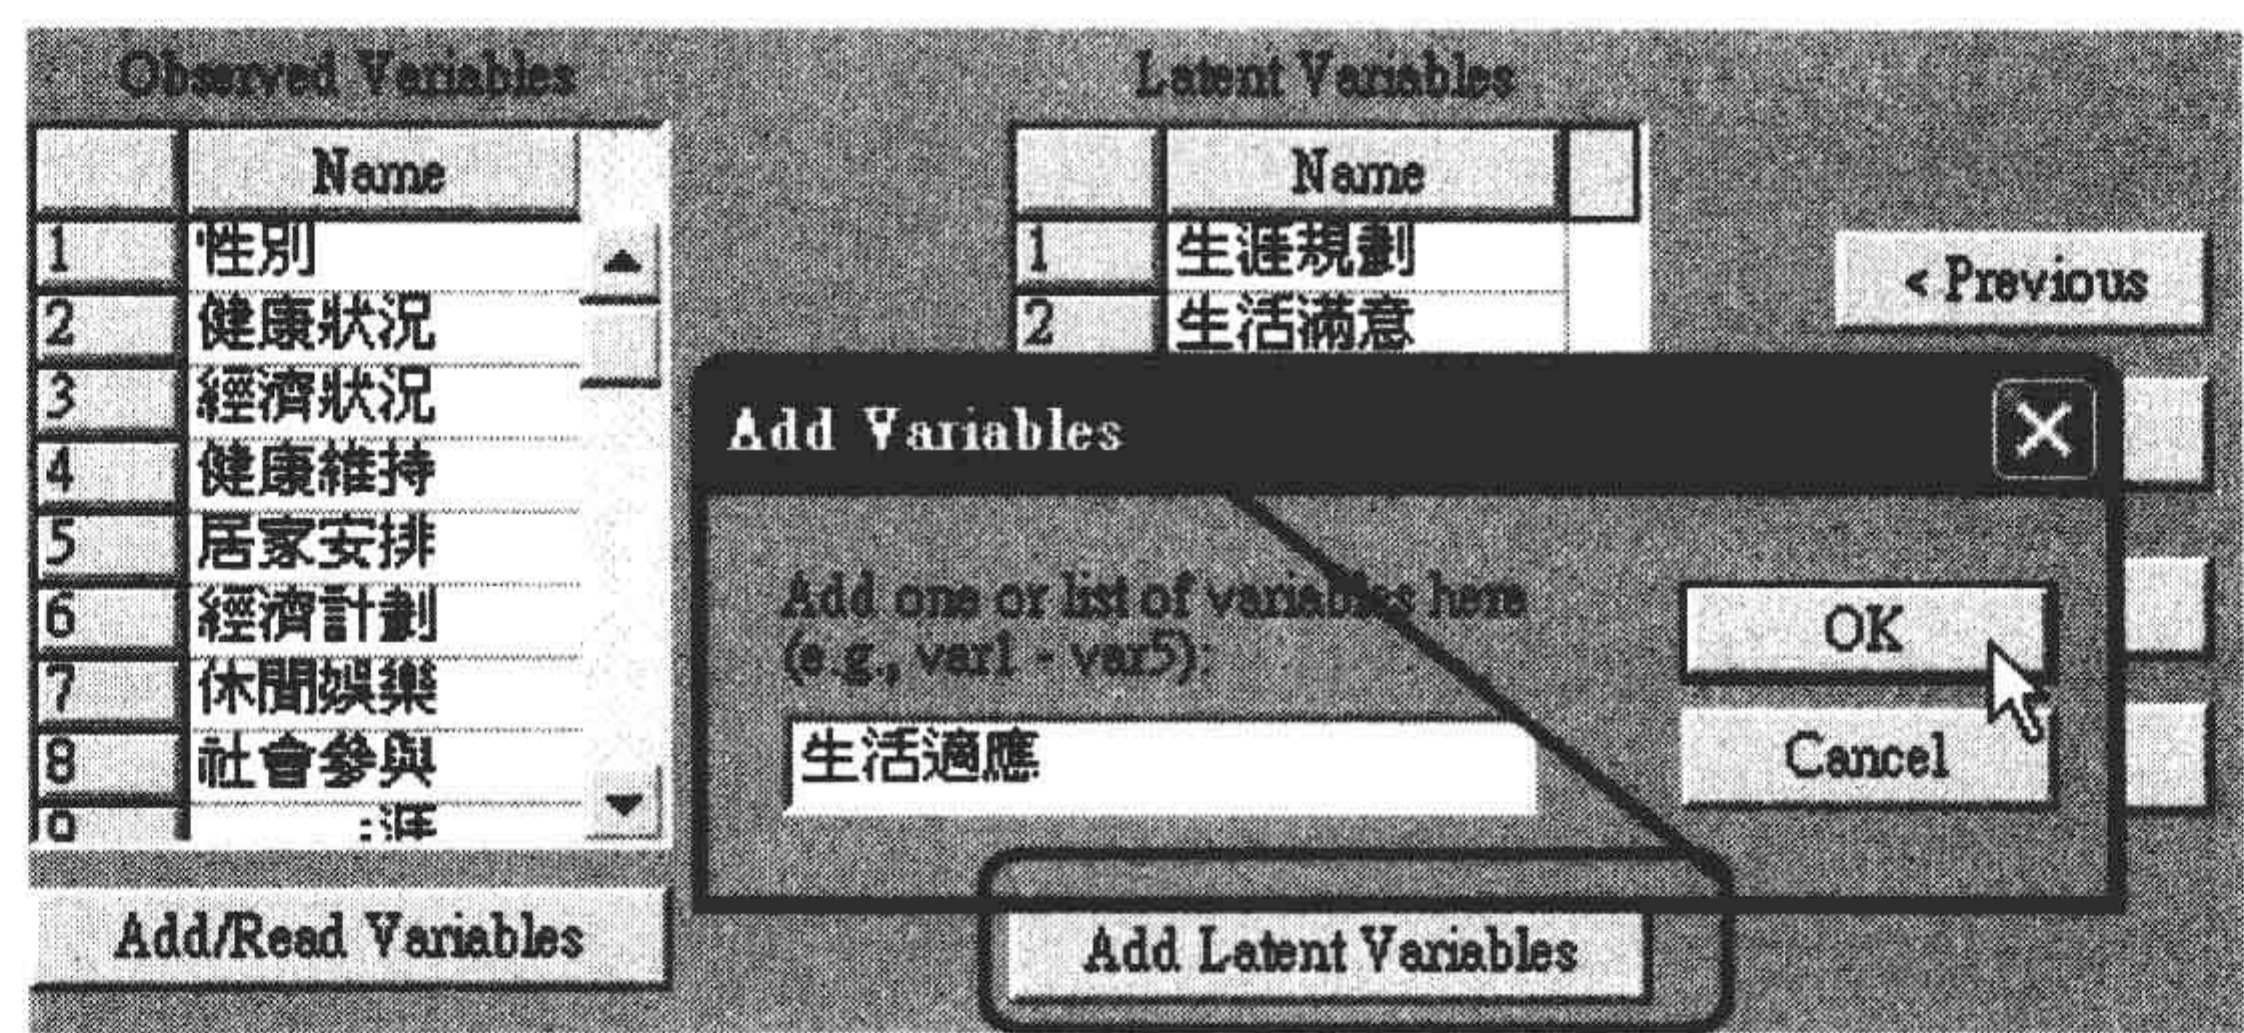 Observed Variables
Name
1 性別
2 健康狀況
3 經濟狀況
4 健康維持
5 居家安排
6 經濟計劃
7 休閒娛樂
8 社會參與
涯
Add/Read Variables
Latent Variables
Name
1 生涯規劃
2 生活滿意
< Previous
Add Variables
Add one or list of variables here
(e.g., var1 - var5):
生活適應
OK
Cancel
Add Latent Variables